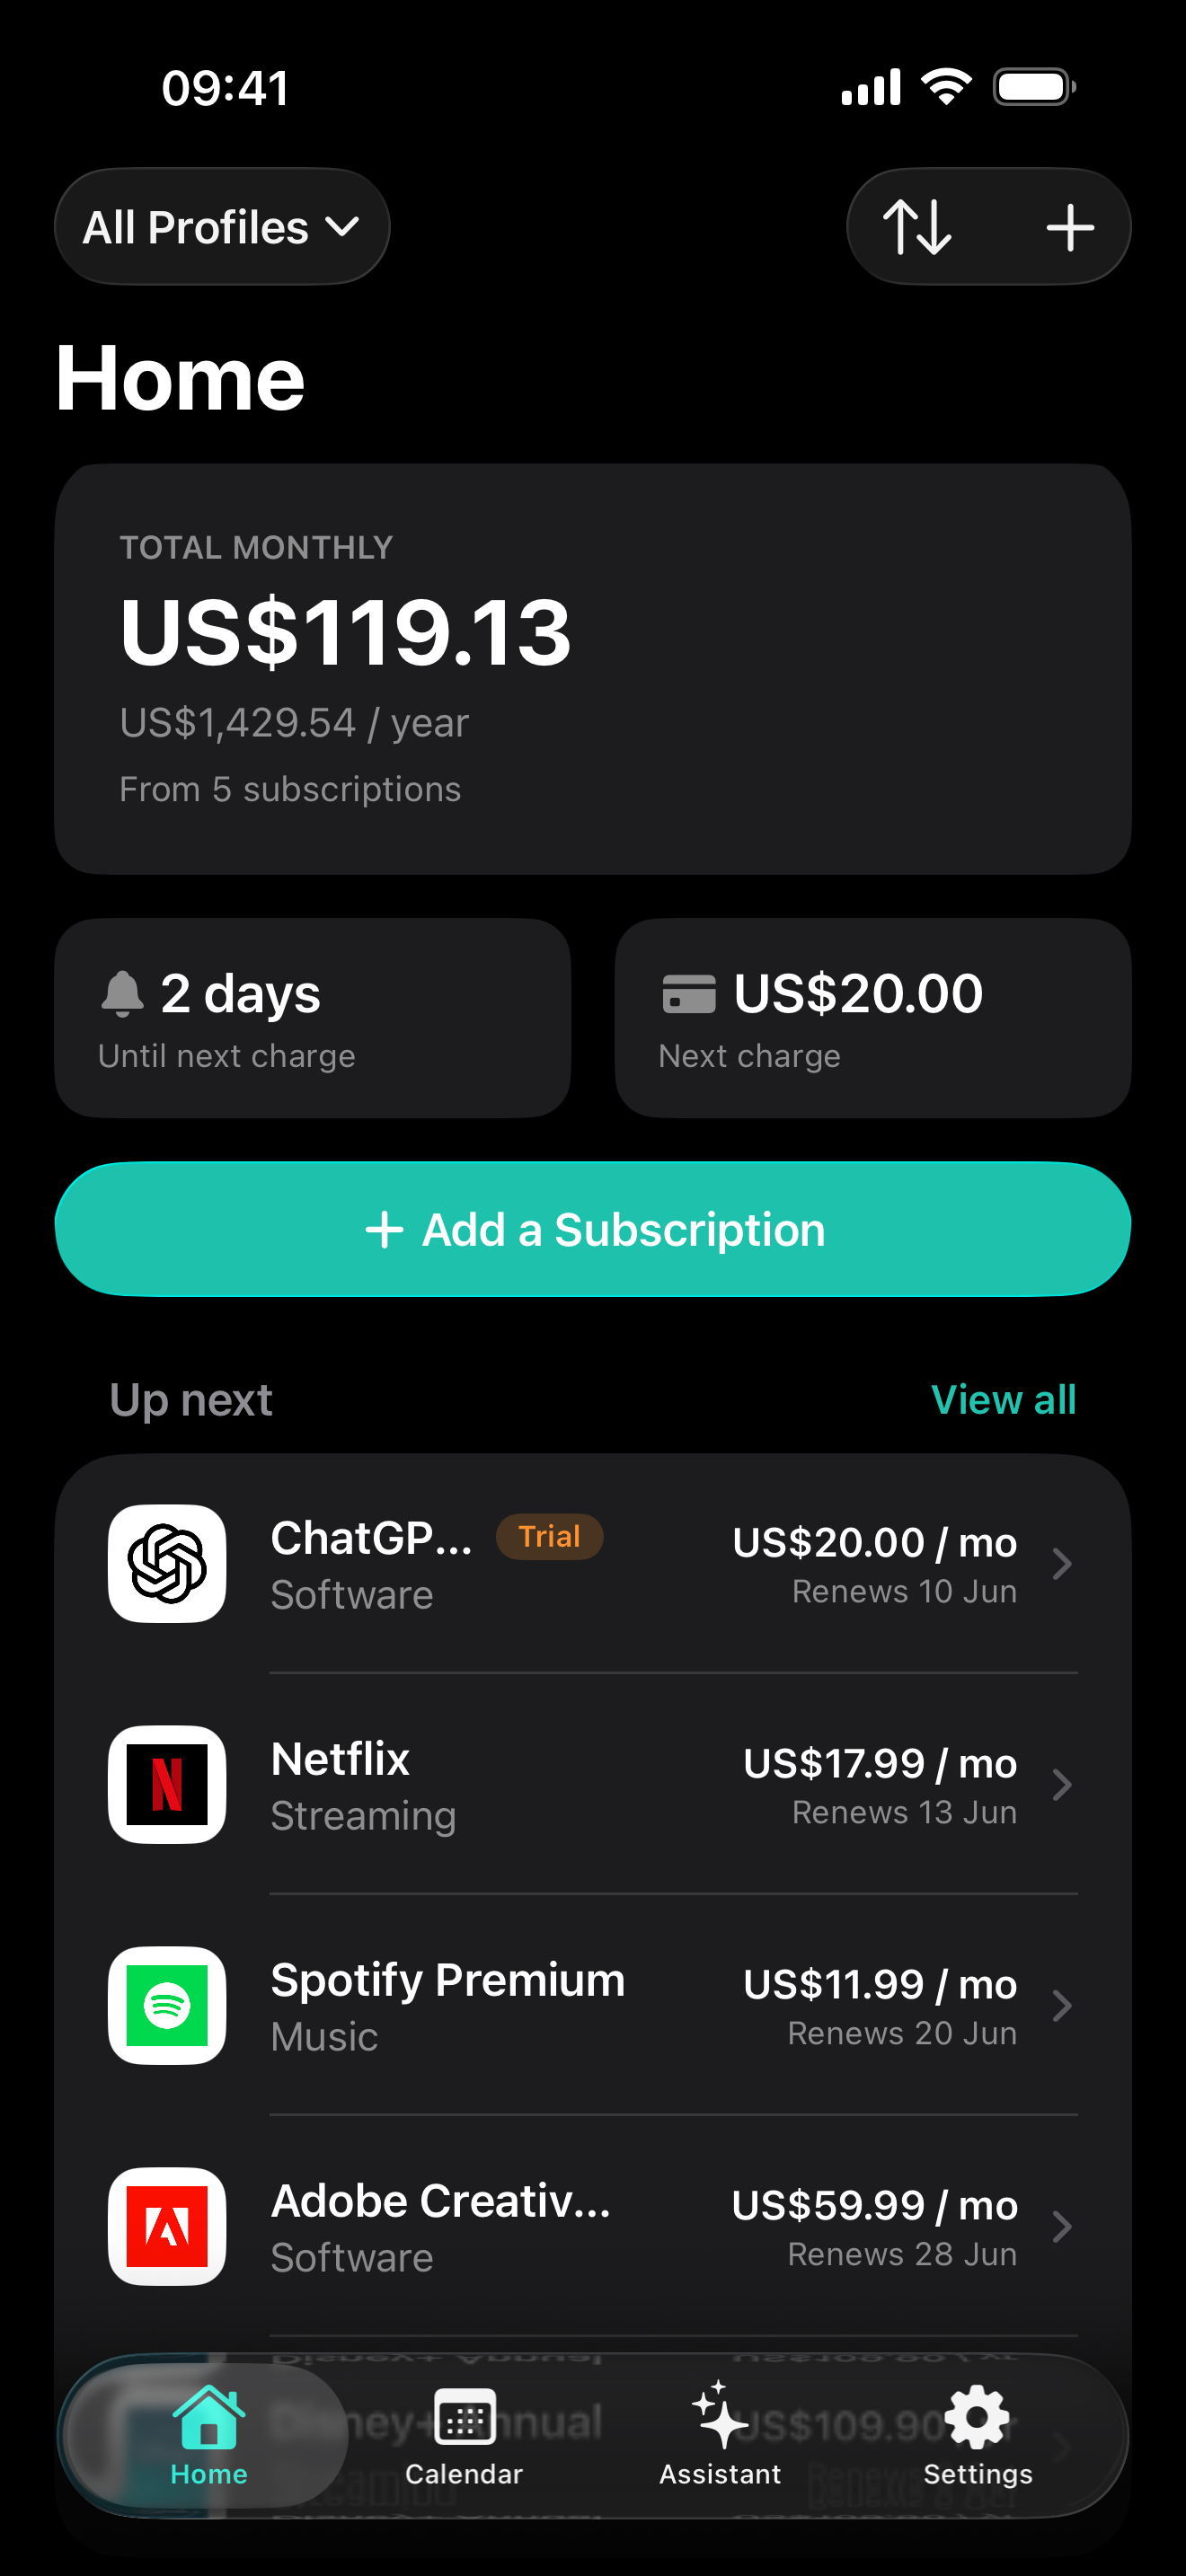 09:41
All Profiles
Home
TOTAL MONTHLY
US$119.13
US$1,429.54 / year
From 5 subscriptions
2 days
Until next charge
US$20.00
Next charge
+ Add a Subscription
Up next
View all
ChatGP...
Trial
US$20.00 / mo
Software
Renews 10 Jun
Netflix
US$17.99 / mo
Streaming
Renews 13 Jun
Spotify Premium
US$11.99 / mo
Music
Renews 20 Jun
Adobe Creativ...
US$59.99 / mo
Software
Renews 28 Jun
Home
Calendar
Assistant
Settings